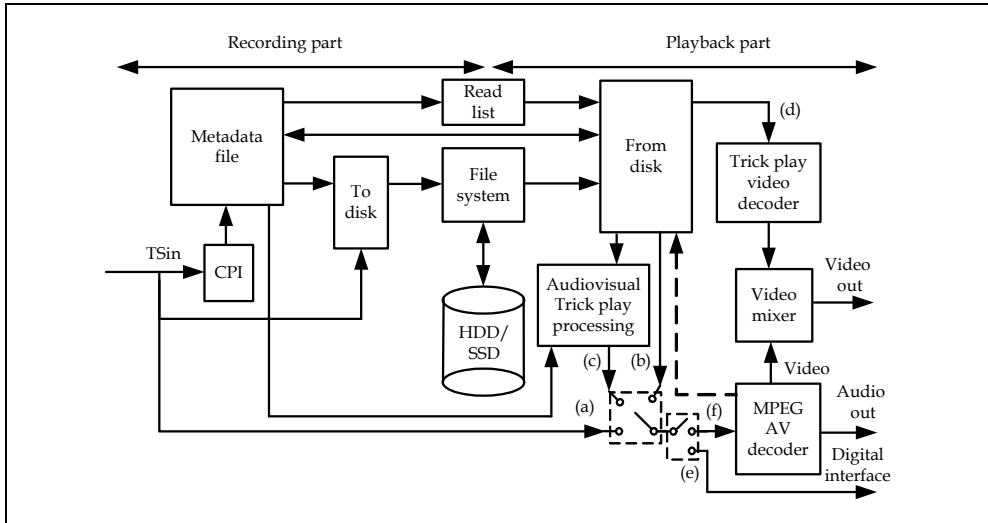 Recording part
Playback part
Read
list
Metadata
file
From
disk
(d)
To
disk
File
system
Trick play
video
decoder
TSin
CPI
Audiovisual
Trick play
processing
Video
mixer
Video
out
HDD/
SSD
(c)
(b)
Video
(a)
(f)
MPEG
AV
decoder
Audio
out
(e)
Digital
interface